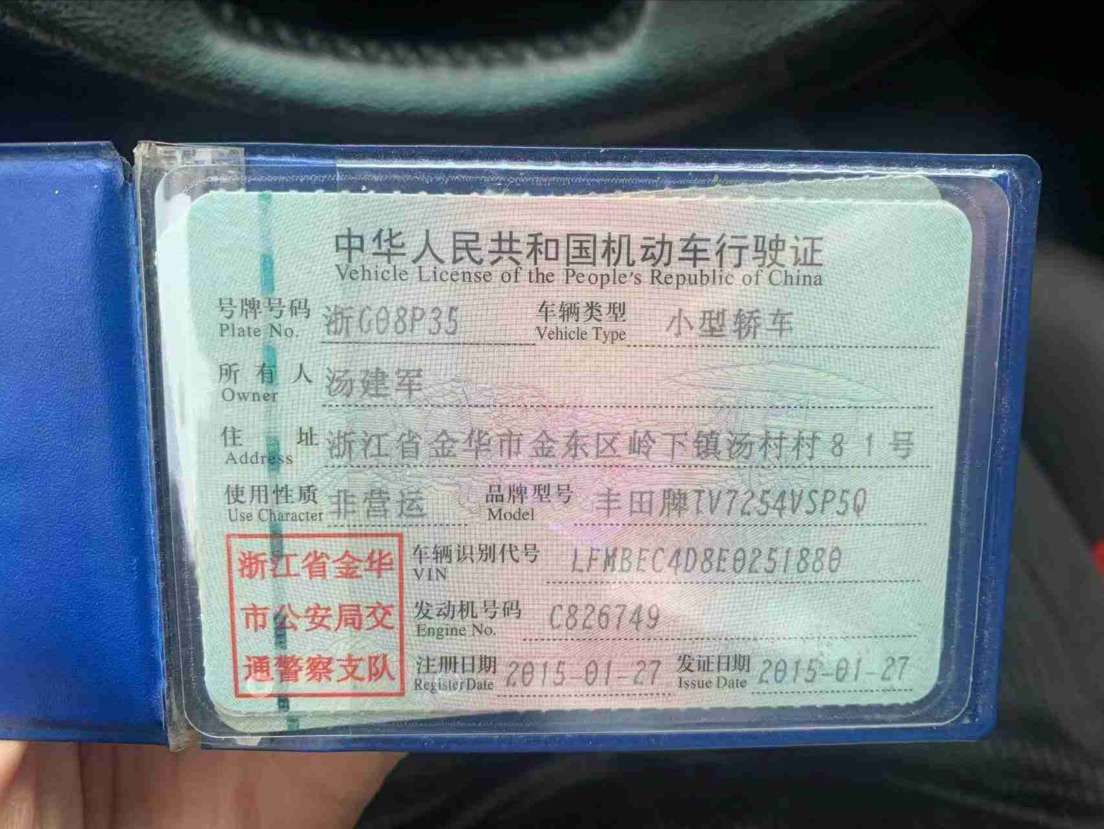 中华人民共和国机动车行驶证
Vehicle License of the People's Republic of China
号牌号码 浙G08P35 车辆类型 小型轿车
Plate No. Vehicle Type
所有人 汤建军
Owner
住址 浙江省金华市金东区岭下镇汤村村81号
Address
使用性质 非营运 品牌型号 丰田牌TV7254VSP5Q
Use Character Model
浙江省金华
市公安局交
通警察支队
车辆识别代号 LFMBEC4D8E0251880
VIN
发动机号码 C826749
Engine No.
注册日期 2015-01-27 发证日期 2015-01-27
Register Date Issue Date